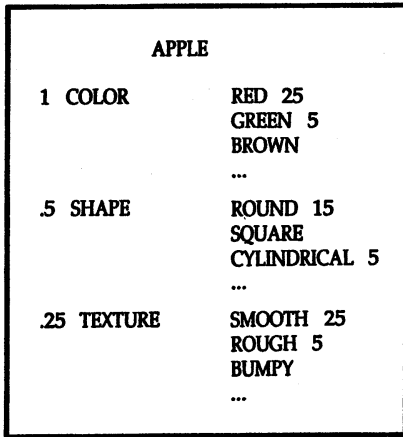 APPLE
1 COLOR RED 25
GREEN 5
BROWN
...
.5 SHAPE ROUND 15
SQUARE
CYLINDRICAL 5
...
.25 TEXTURE SMOOTH 25
ROUGH 5
BUMPY
...